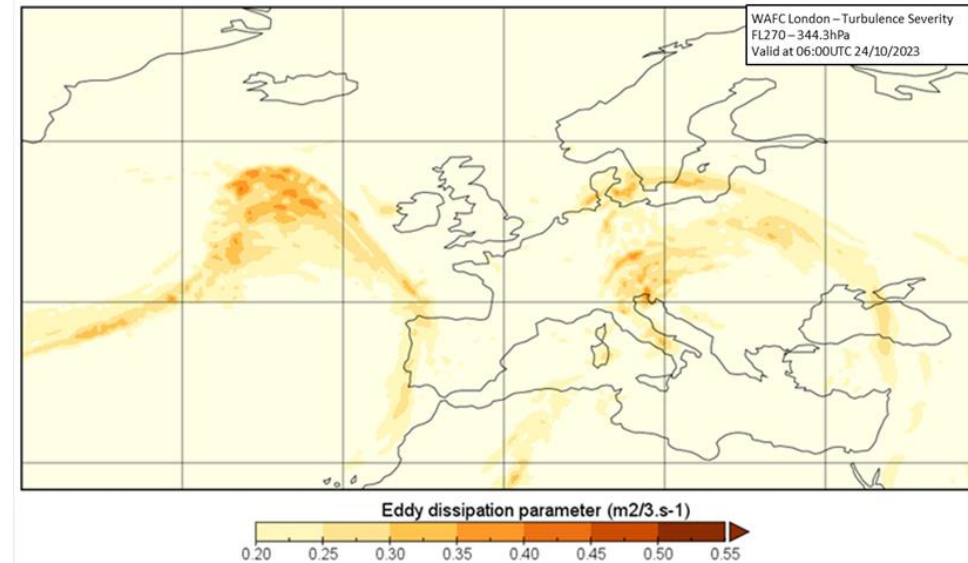 WAFC London – Turbulence Severity
FL270 – 344.3hPa
Valid at 06:00UTC 24/10/2023
Eddy dissipation parameter (m2/3.s-1)
0.20 0.25 0.30 0.35 0.40 0.45 0.50 0.55